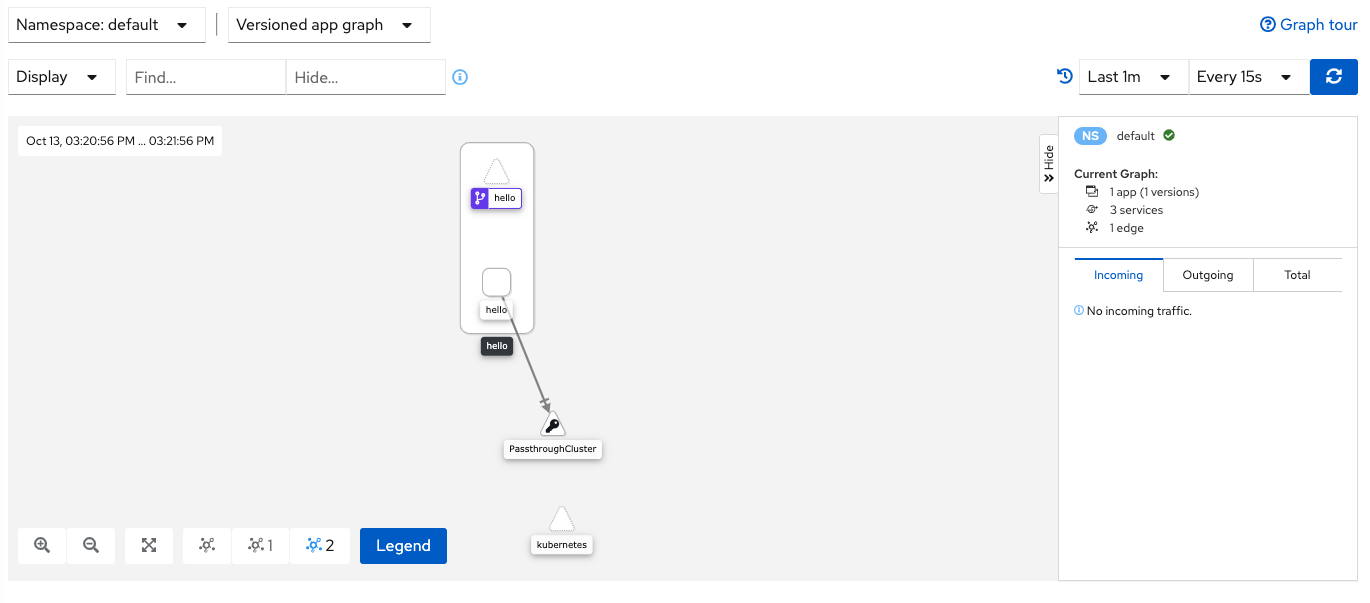 Namespace: default
Versioned app graph
Graph tour
Display
Find...
Hide...
Last 1m
Every 15s
Oct 13, 03:20:56 PM ... 03:21:56 PM
hello
hello
hello
PassthroughCluster
kubernetes
1
2
Legend
Hide
NS default
Current Graph:
1 app (1 versions)
3 services
1 edge
Incoming
Outgoing
Total
No incoming traffic.